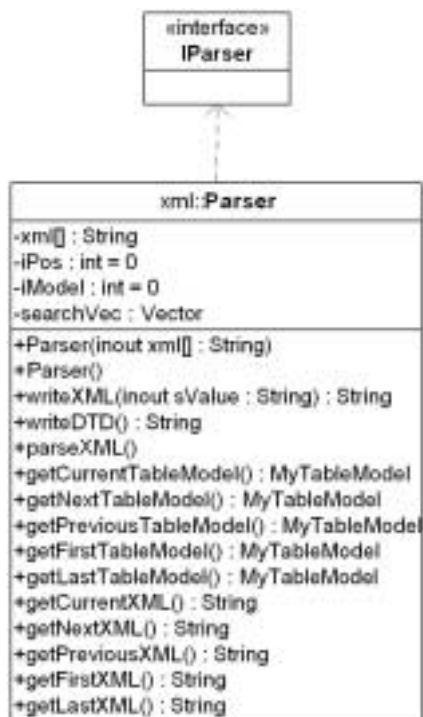 «interface»
IParser
xml::Parser
-xml[] : String
-iPos : int = 0
-iModel : int = 0
-searchVec : Vector
+Parser(inout xml[] : String)
+Parser()
+writeXML(inout sValue : String) : String
+writeDTD() : String
+parseXML()
+getCurrentTableModel() : MyTableModel
+getNextTableModel() : MyTableModel
+getPreviousTableModel() : MyTableModel
+getFirstTableModel() : MyTableModel
+getLastTableModel() : MyTableModel
+getCurrentXML() : String
+getNextXML() : String
+getPreviousXML() : String
+getFirstXML() : String
+getLastXML() : String